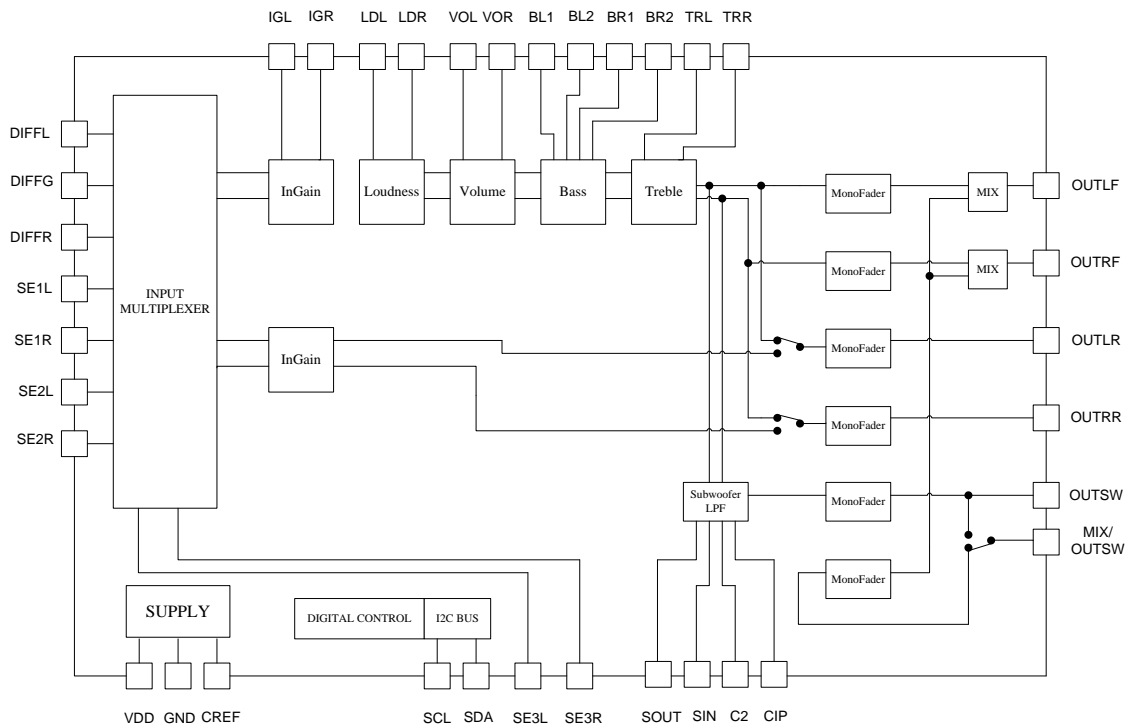 IGL IGR LDL LDR VOL VOR BL1 BL2 BR1 BR2 TRL TRR
DIFFL
DIFFG
DIFFR
SE1L
SE1R
SE2L
SE2R
INPUT
MULTIPLEXER
InGain
Loudness
Volume
Bass
Treble
MonoFader
MIX
OUTLF
MonoFader
MIX
OUTRF
InGain
MonoFader
OUTLR
MonoFader
OUTRR
Subwoofer
LPF
MonoFader
OUTSW
MIX/
OUTSW
MonoFader
SUPPLY
DIGITAL CONTROL
I2C BUS
VDD GND CREF SCL SDA SE3L SE3R SOUT SIN C2 CIP